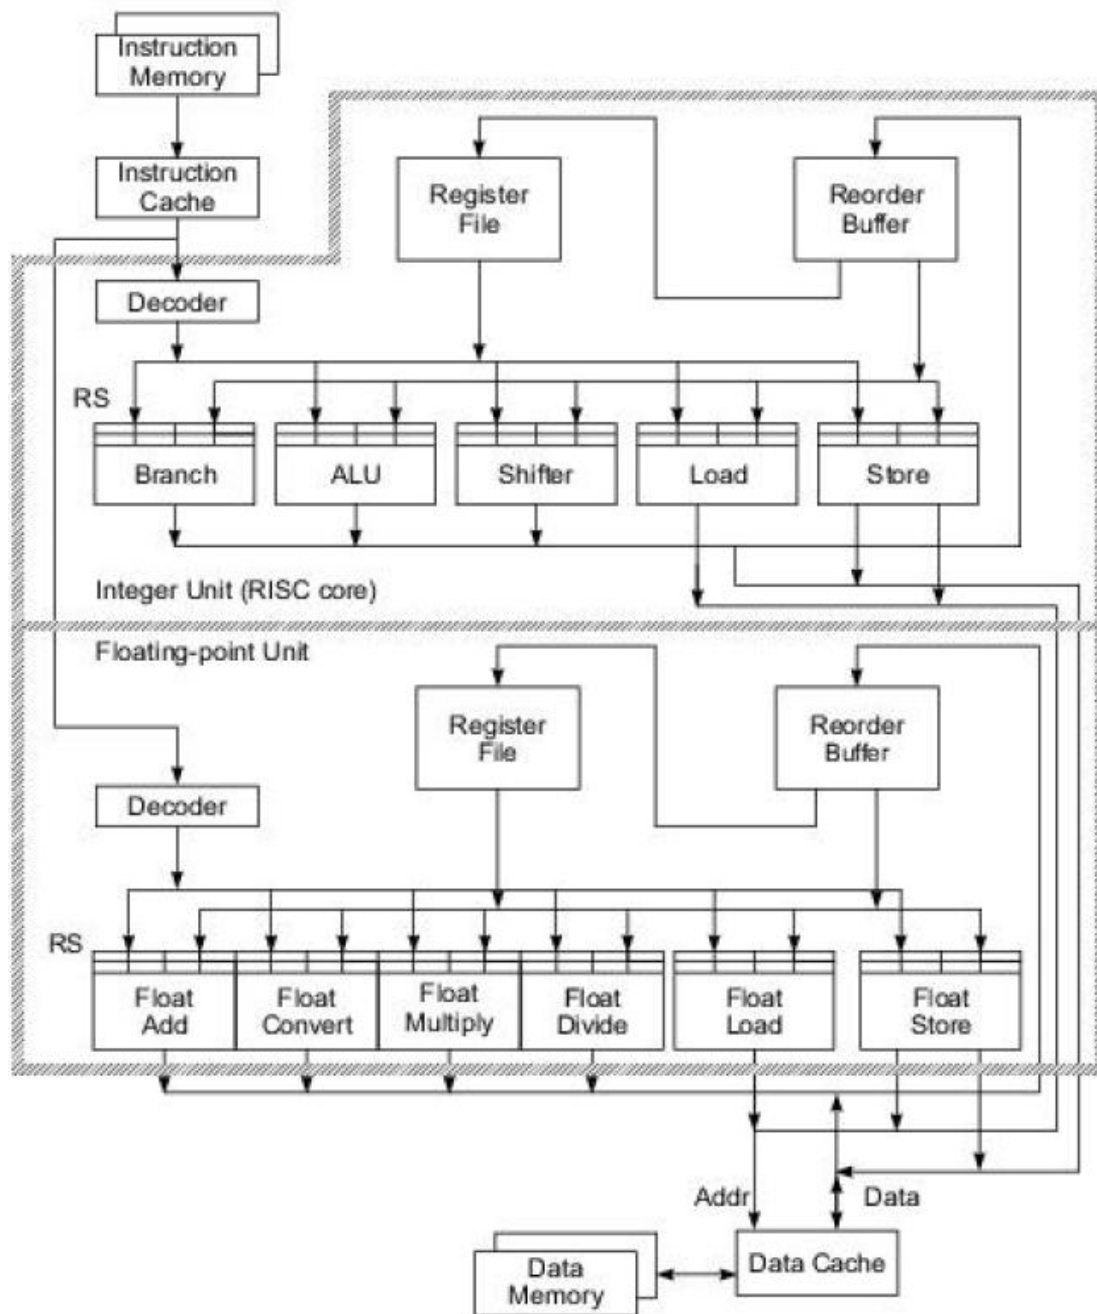 Instruction
Memory
Instruction
Cache
Register
File
Reorder
Buffer
Decoder
RS
Branch
ALU
Shifter
Load
Store
Integer Unit (RISC core)
Floating-point Unit
Register
File
Reorder
Buffer
Decoder
RS
Float
Add
Float
Convert
Float
Multiply
Float
Divide
Float
Load
Float
Store
Addr
Data
Data
Memory
Data Cache